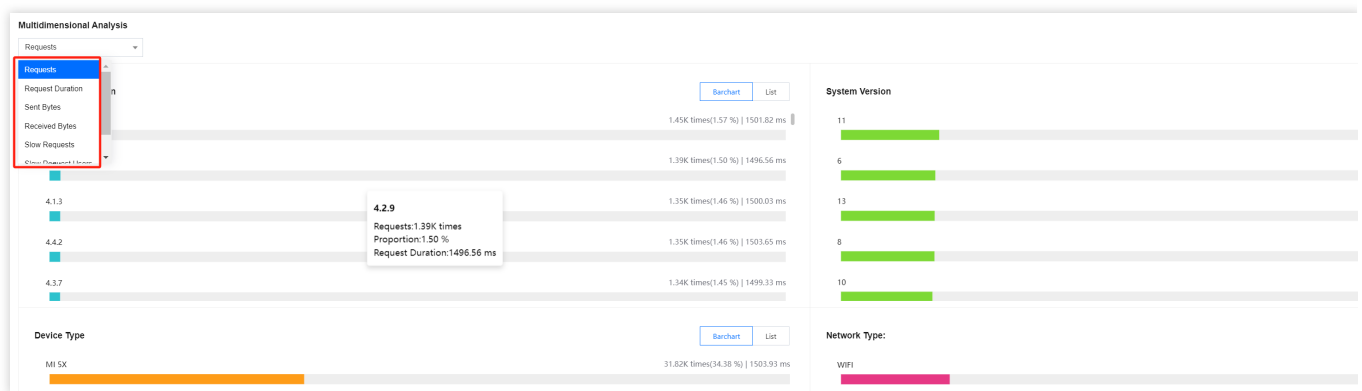 Multidimensional Analysis
Requests
Requests
Request Duration
Sent Bytes
Received Bytes
Slow Requests
Slow Request Users
n
Barchart
List
1.45K times(1.57 %) | 1501.82 ms
1.39K times(1.50 %) | 1496.56 ms
4.1.3
1.35K times(1.46 %) | 1500.03 ms
4.4.2
1.35K times(1.46 %) | 1503.65 ms
4.3.7
1.34K times(1.45 %) | 1499.33 ms
4.2.9
Requests:1.39K times
Proportion:1.50 %
Request Duration:1496.56 ms
System Version
11
6
13
8
10
Device Type
Barchart
List
MI 5X
31.82K times(34.38 %) | 1503.93 ms
Network Type:
WIFI